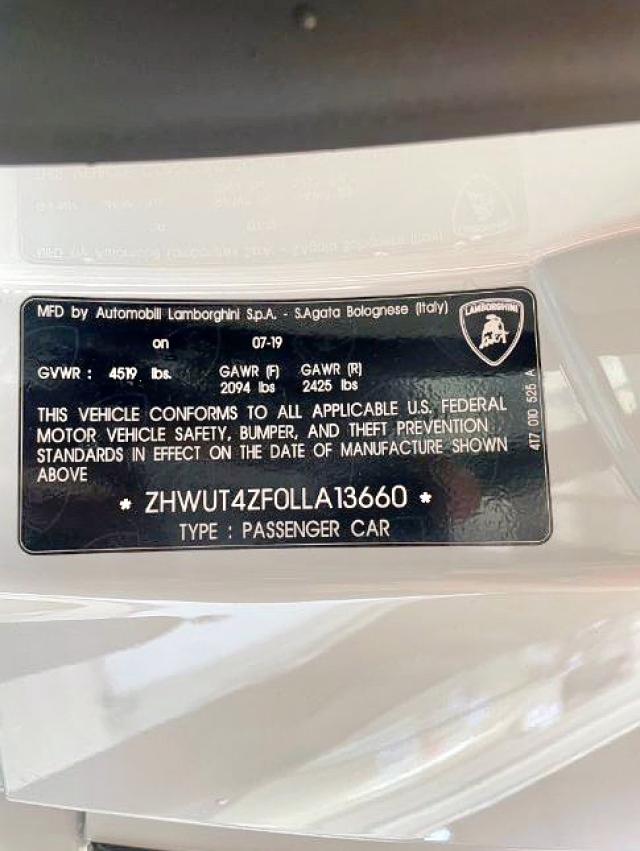 MFD by Automobili Lamborghini S.p.A. - S.Agata Bolognese (Italy)
on 07-19
GVWR : 4519 lbs. GAWR (F) GAWR (R)
2094 lbs 2425 lbs
THIS VEHICLE CONFORMS TO ALL APPLICABLE U.S. FEDERAL
MOTOR VEHICLE SAFETY, BUMPER, AND THEFT PREVENTION
STANDARDS IN EFFECT ON THE DATE OF MANUFACTURE SHOWN
ABOVE
* ZHWUT4ZF0LLA13660 *
TYPE : PASSENGER CAR
LAMBORGHINI
417 010 525 A